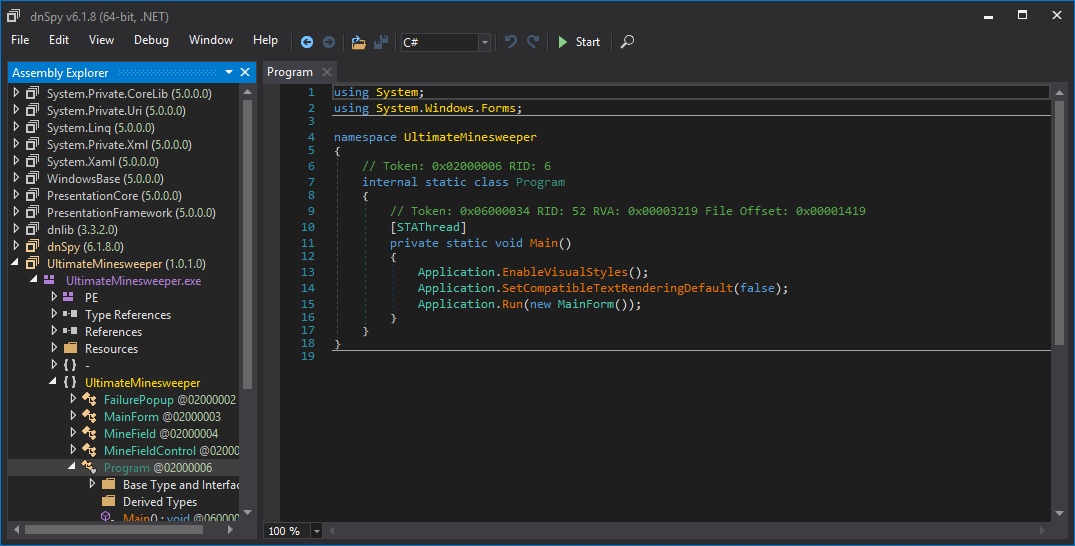 dnSpy v6.1.8 (64-bit, .NET)
File Edit View Debug Window Help C# Start
Assembly Explorer
System.Private.CoreLib (5.0.0.0)
System.Private.Uri (5.0.0.0)
System.Linq (5.0.0.0)
System.Private.Xml (5.0.0.0)
System.Xaml (5.0.0.0)
WindowsBase (5.0.0.0)
PresentationCore (5.0.0.0)
PresentationFramework (5.0.0.0)
dnlib (3.3.2.0)
dnSpy (6.1.8.0)
UltimateMinesweeper (1.0.1.0)
UltimateMinesweeper.exe
PE
Type References
References
Resources
{ } -
{ } UltimateMinesweeper
FailurePopup @02000002
MainForm @02000003
MineField @02000004
MineFieldControl @0200
Program @02000006
Base Type and Interfac
Derived Types
Main() : void @060000
Program
1 using System;
2 using System.Windows.Forms;
3
4 namespace UltimateMinesweeper
5 {
6 // Token: 0x02000006 RID: 6
7 internal static class Program
8 {
9 // Token: 0x06000034 RID: 52 RVA: 0x00003219 File Offset: 0x00001419
10 [STAThread]
11 private static void Main()
12 {
13 Application.EnableVisualStyles();
14 Application.SetCompatibleTextRenderingDefault(false);
15 Application.Run(new MainForm());
16 }
17 }
18 }
19
100 %